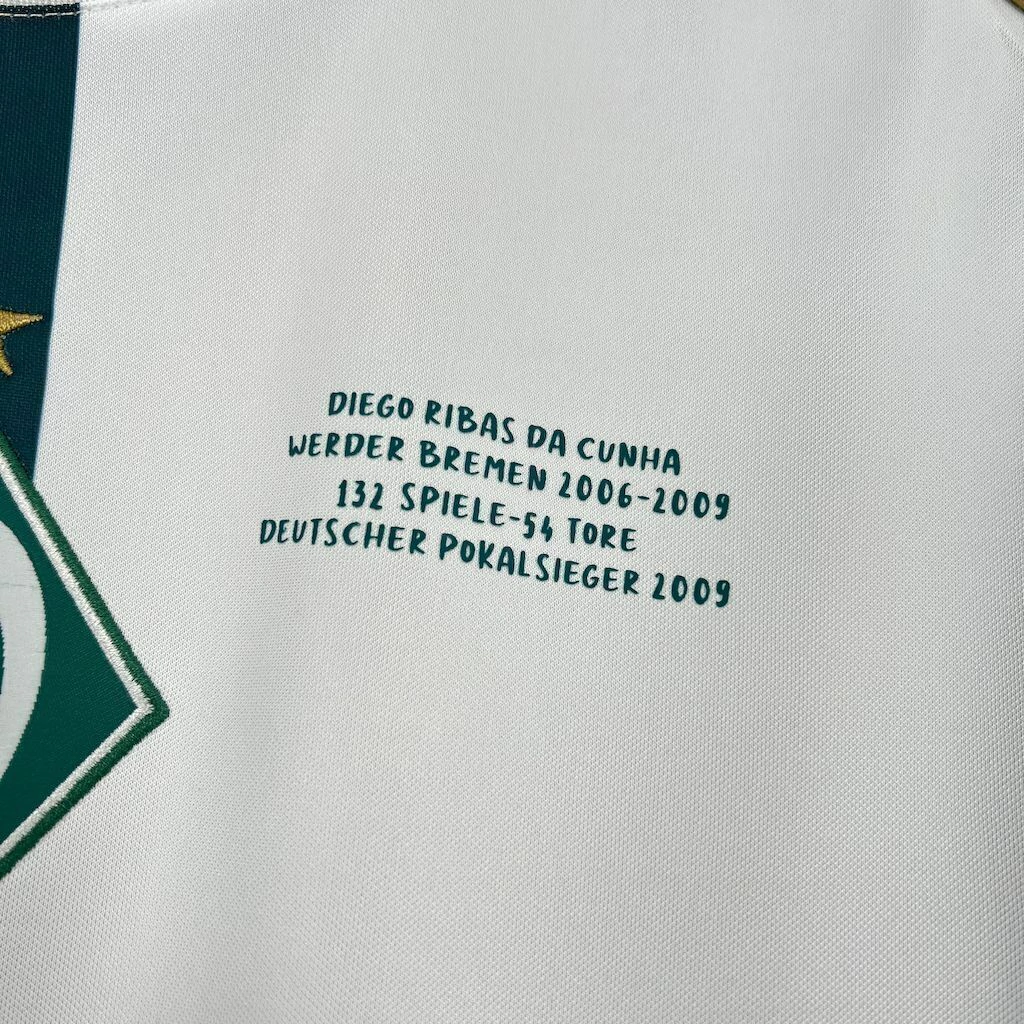 DIEGO RIBAS DA CUNHA
WERDER BREMEN 2006-2009
132 SPIELE-54 TORE
DEUTSCHER POKALSIEGER 2009